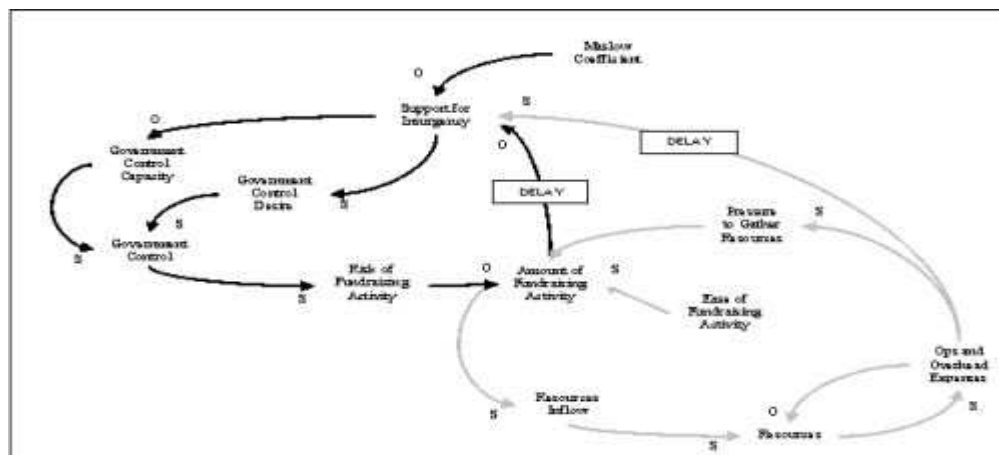 Maslow
Coefficient
O
Support for
Insurgency
S
O
O
DELAY
Government
Control
Capacity
Government
Control
Desire
DELAY
S
S
Pressure
to Gather
Resources
S
Government
Control
S
Risk of
Fundraising
Activity
O
Amount of
Fundraising
Activity
S
S
Ease of
Fundraising
Activity
Ops and
Overhead
Expenses
Resources
Inflow
S
O
S
Resources
S